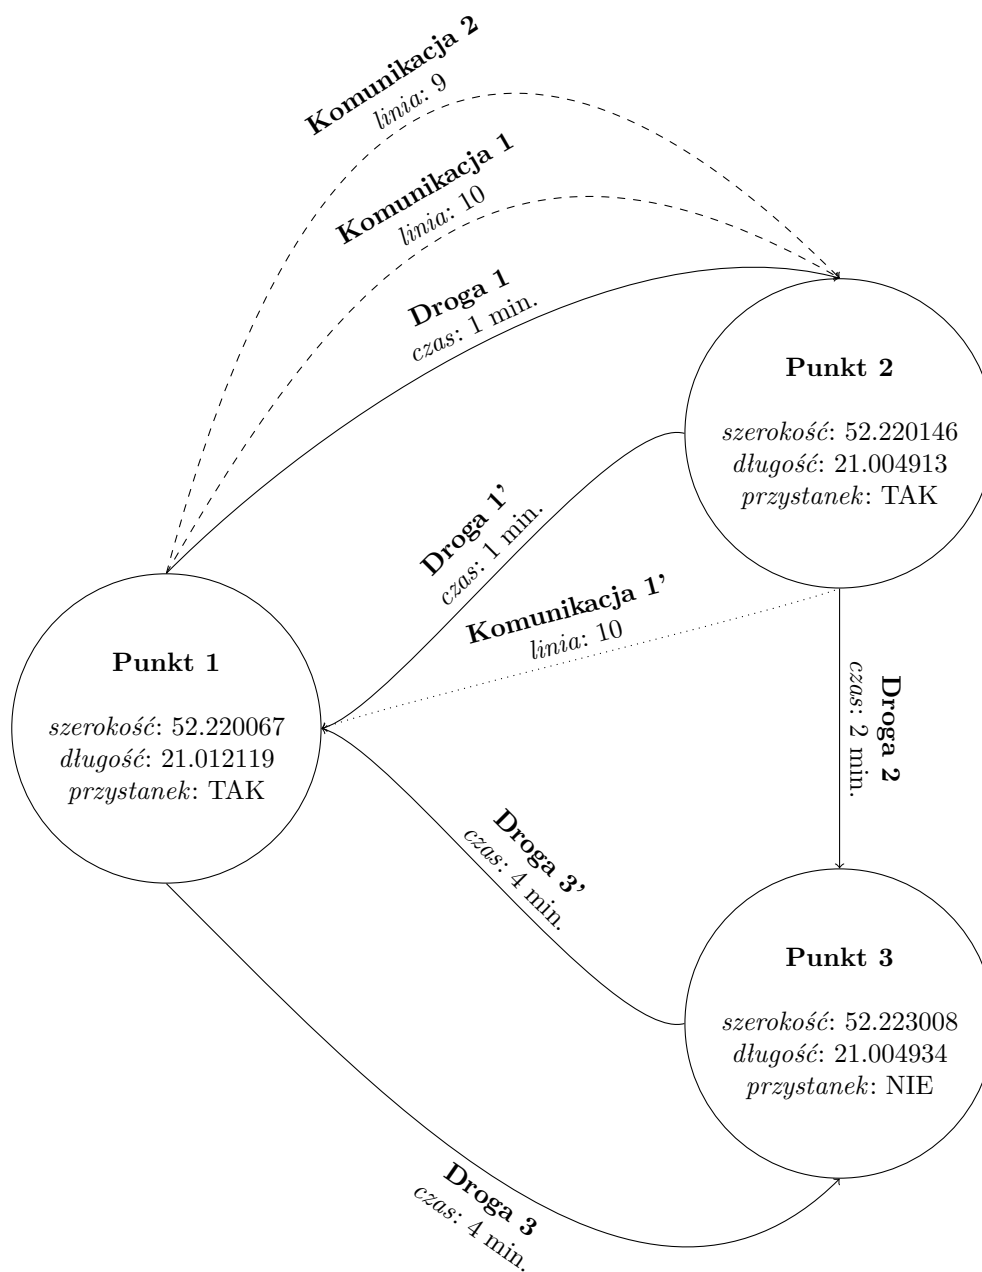 Komunikacja 2
linia: 9
Komunikacja 1
linia: 10
Droga 1
czas: 1 min.
Punkt 2
szerokość: 52.220146
długość: 21.004913
przystanek: TAK
Droga 1’
czas: 1 min.
Komunikacja 1’
linia: 10
Punkt 1
szerokość: 52.220067
długość: 21.012119
przystanek: TAK
Droga 2
czas: 2 min.
Droga 3’
czas: 4 min.
Punkt 3
szerokość: 52.223008
długość: 21.004934
przystanek: NIE
Droga 3
czas: 4 min.